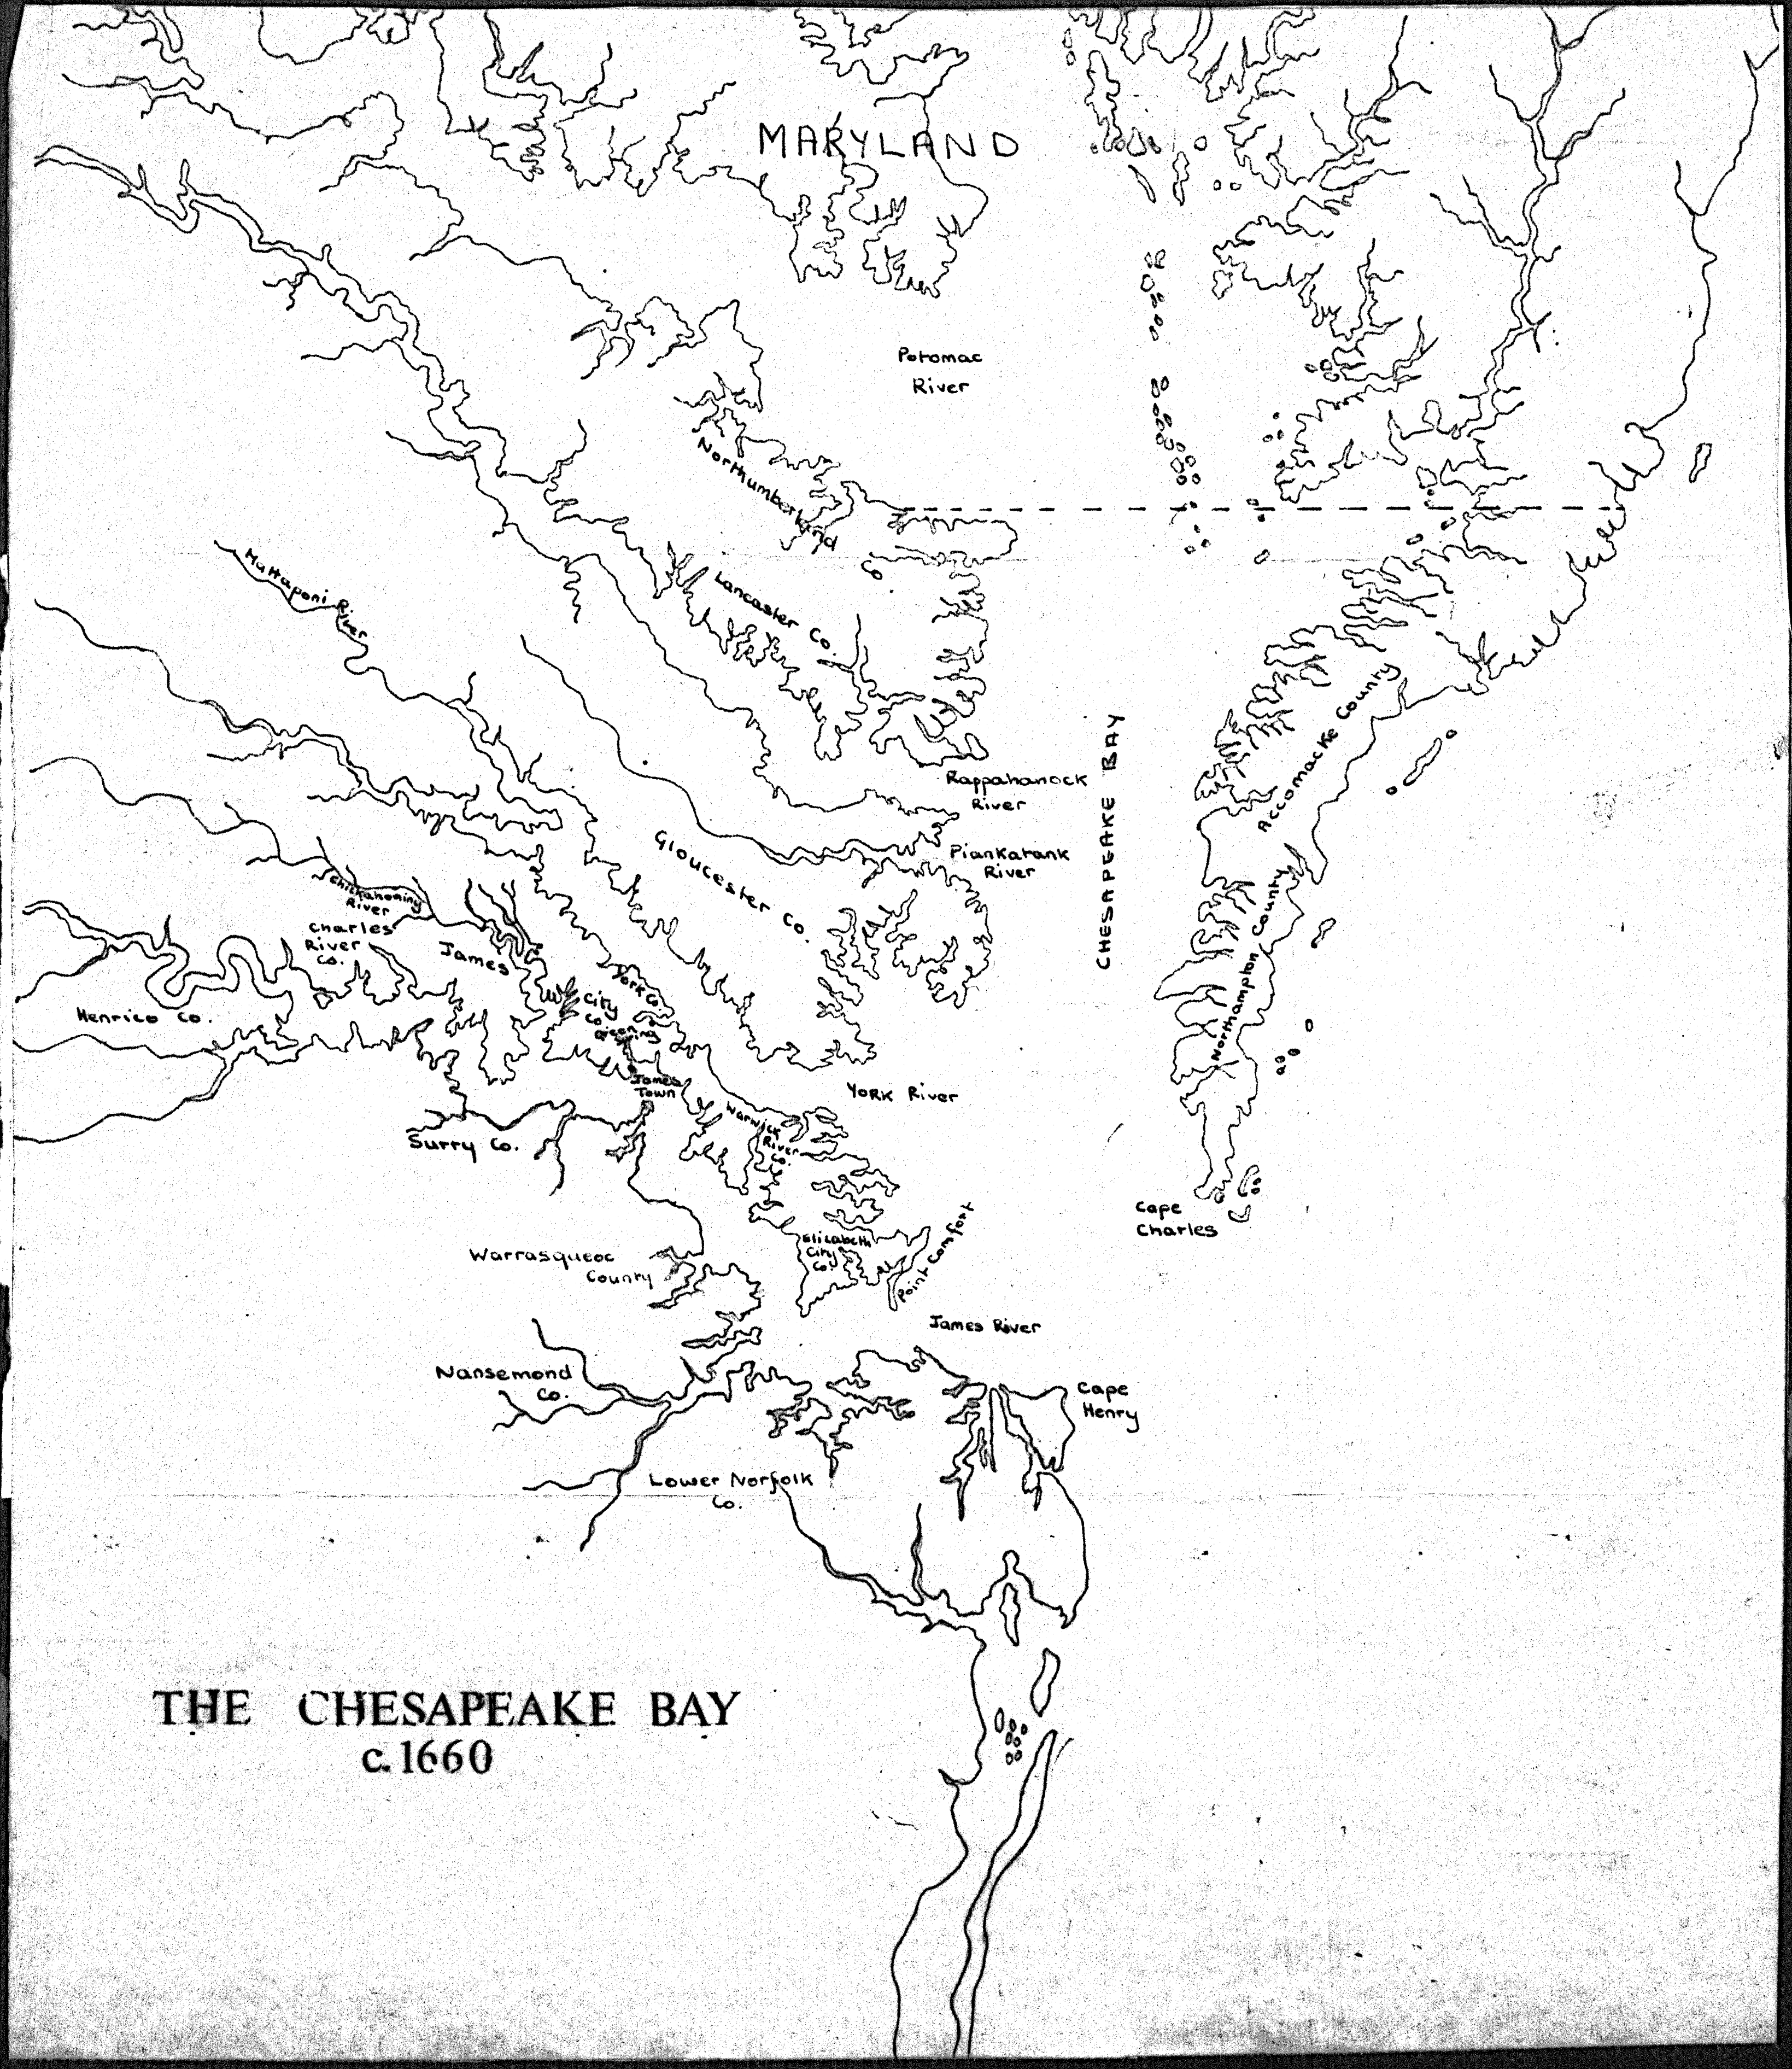 MARYLAND
Potomac
River
Northumberland
Co
Mattaponi River
Lancaster Co.
Rappahanock
River
CHESAPEAKE BAY
Accomacke County
Piankatank
River
Gloucester Co.
Chickahominy
River
Charles
River
Co.
James
City
Co.
York Co.
Henrico Co.
Northampton County
James
Town
YORK River
Warwick
River
Co.
Surry Co.
Cape
Charles
Elizabeth
City
Co.
Point Comfort
Warrasqueoc
County
James River
Nansemond
Co.
Cape
Henry
Lower Norfolk
Co.
THE CHESAPEAKE BAY
c.1660